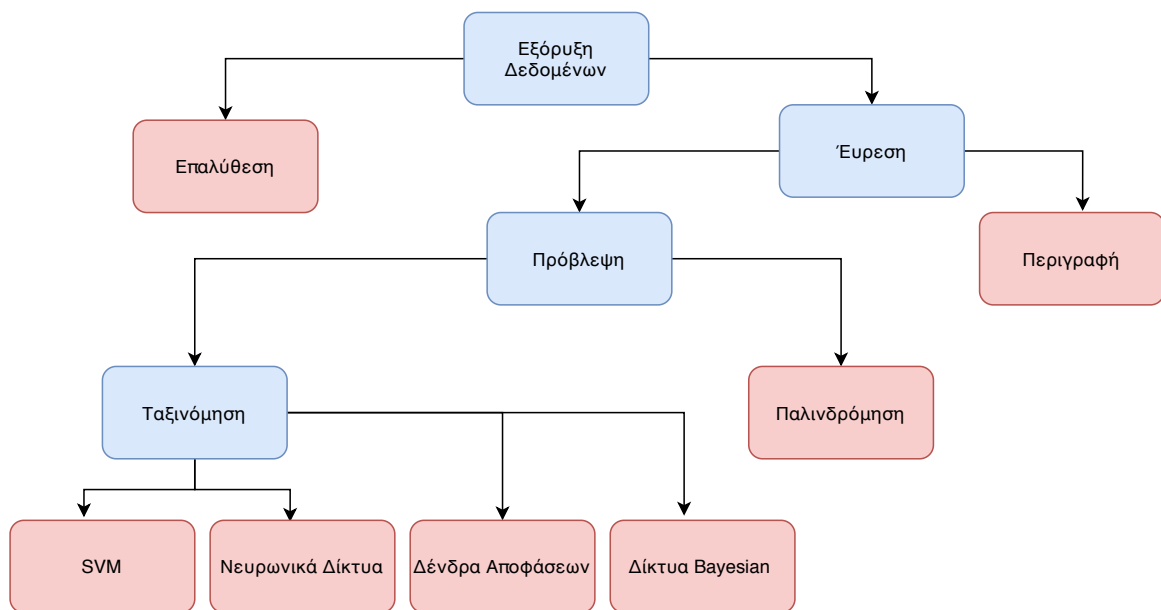 Εξόρυξη
Δεδομένων
Επαλύθεση
Έυρεση
Πρόβλεψη
Περιγραφή
Ταξινόμηση
Παλινδρόμηση
SVM
Νευρωνικά Δίκτυα
Δένδρα Αποφάσεων
Δίκτυα Bayesian